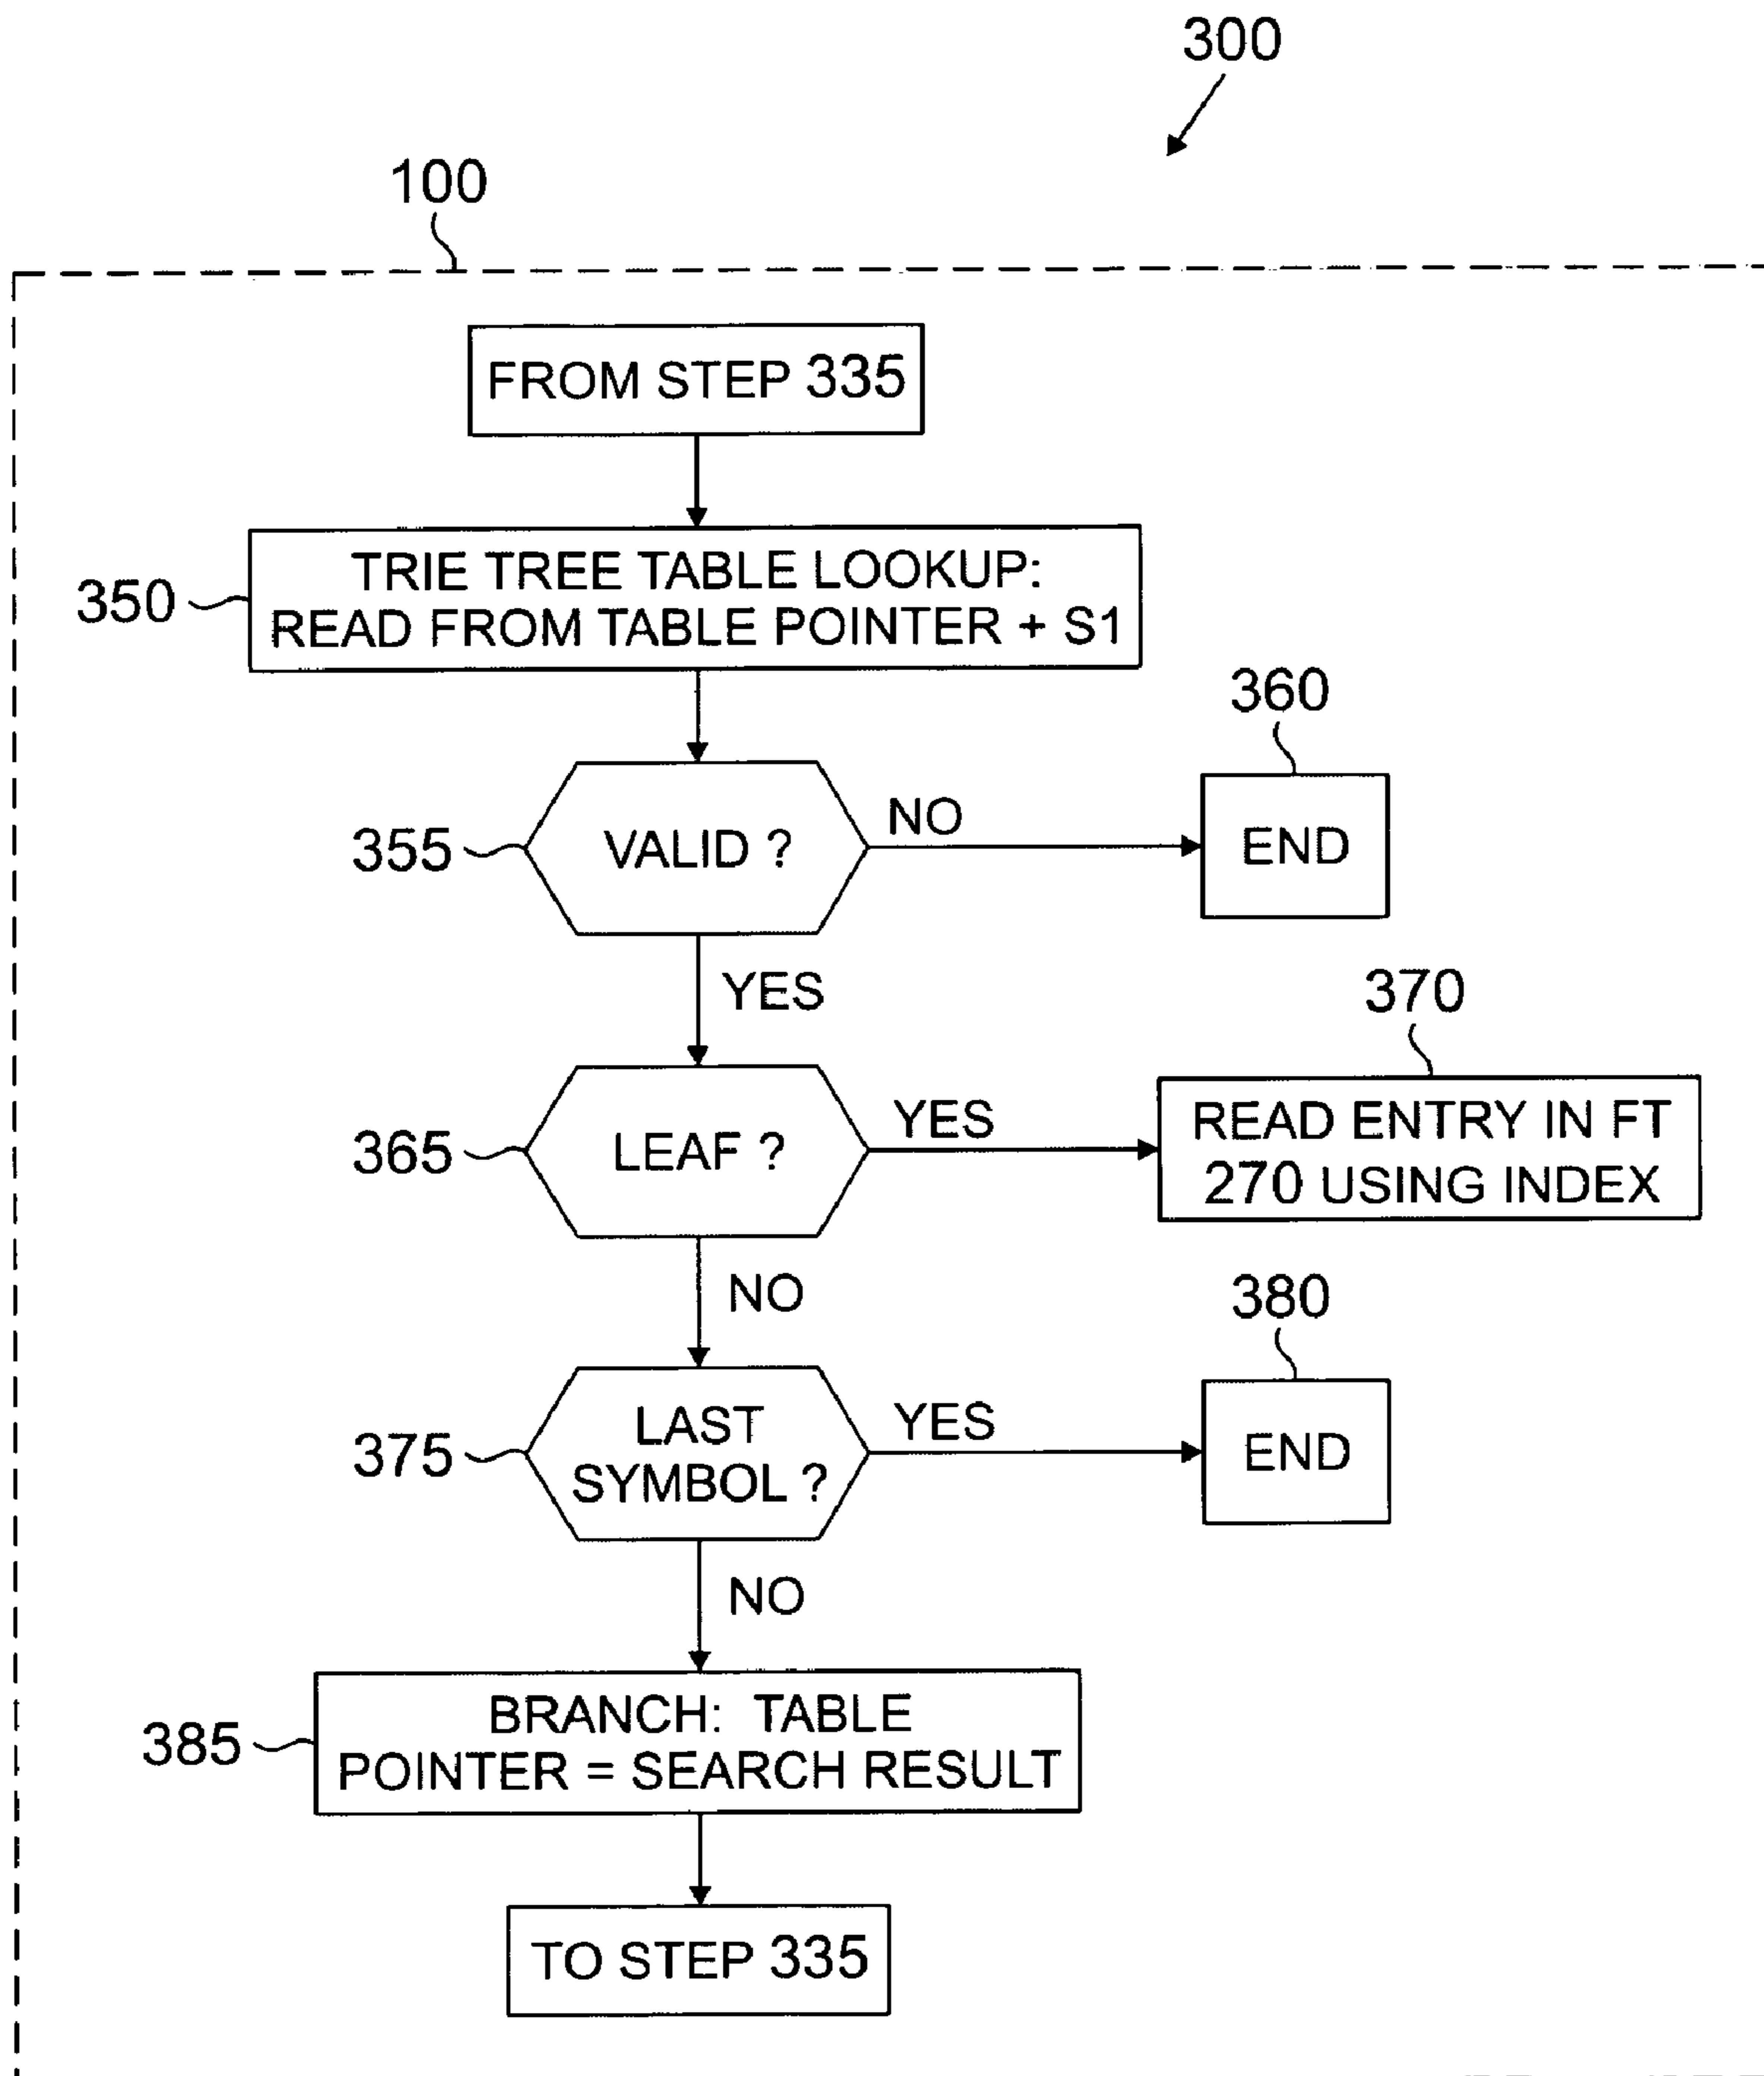 300
100
FROM STEP 335
350
TRIE TREE TABLE LOOKUP:
READ FROM TABLE POINTER + S1
360
355
VALID ?
NO
END
YES
370
365
LEAF ?
YES
READ ENTRY IN FT
270 USING INDEX
NO
380
375
LAST
SYMBOL ?
YES
END
NO
385
BRANCH: TABLE
POINTER = SEARCH RESULT
TO STEP 335